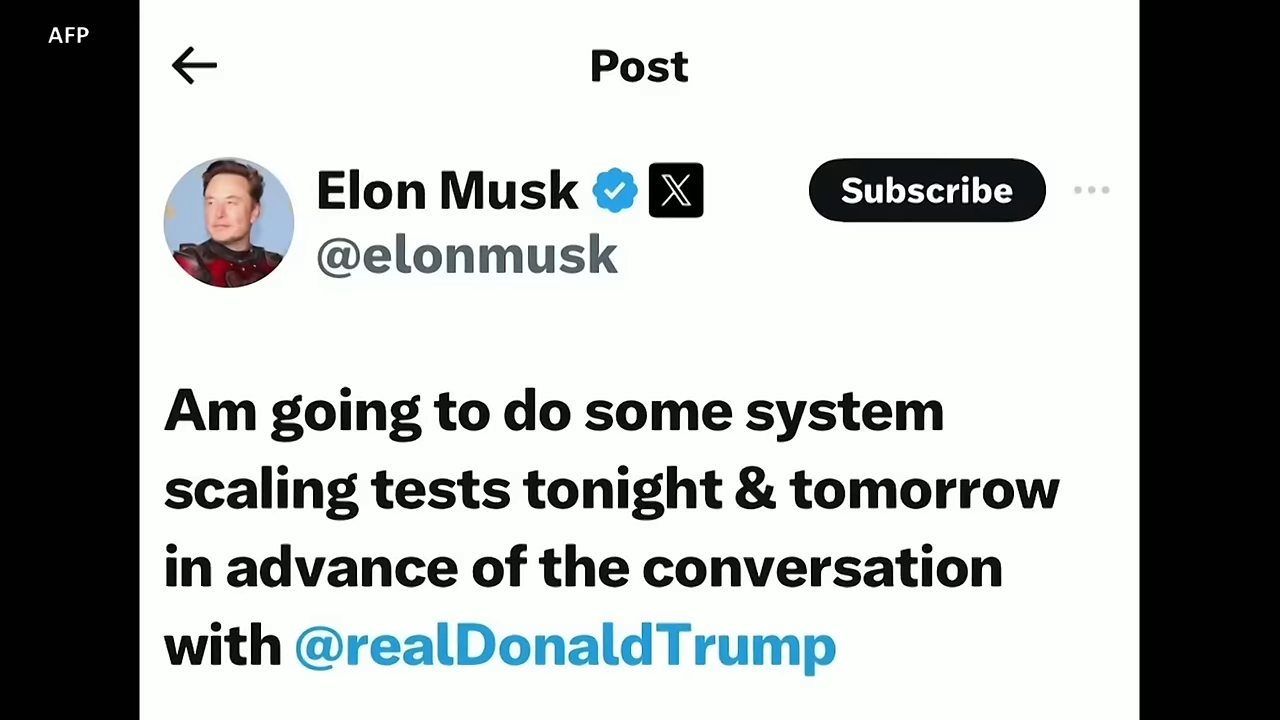 AFP
Post
Elon Musk
Subscribe
@elonmusk
Am going to do some system
scaling tests tonight & tomorrow
in advance of the conversation
with @realDonaldTrump